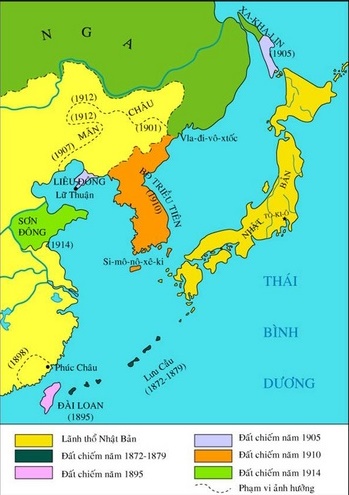 N G A
XA-KHA-LIN
(1905)
(1912)
(1912)
CHÂU
MÃN
(1901)
(1907)
Vla-đi-vô-xtốc
LIÊU ĐÔNG
Lữ Thuận
BĐ TRIỀU TIÊN
(1910)
SƠN
ĐÔNG
(1914)
NHẬT BẢN
TÔ-KI-Ô
Si-mô-nô-xê-ki
THÁI
BÌNH
DƯƠNG
(1898)
Phúc Châu
Lưu Cầu
(1872-1879)
ĐÀI LOAN
(1895)
Lãnh thổ Nhật Bản
Đất chiếm năm 1872-1879
Đất chiếm năm 1895
Đất chiếm năm 1905
Đất chiếm năm 1910
Đất chiếm năm 1914
Phạm vi ảnh hưởng